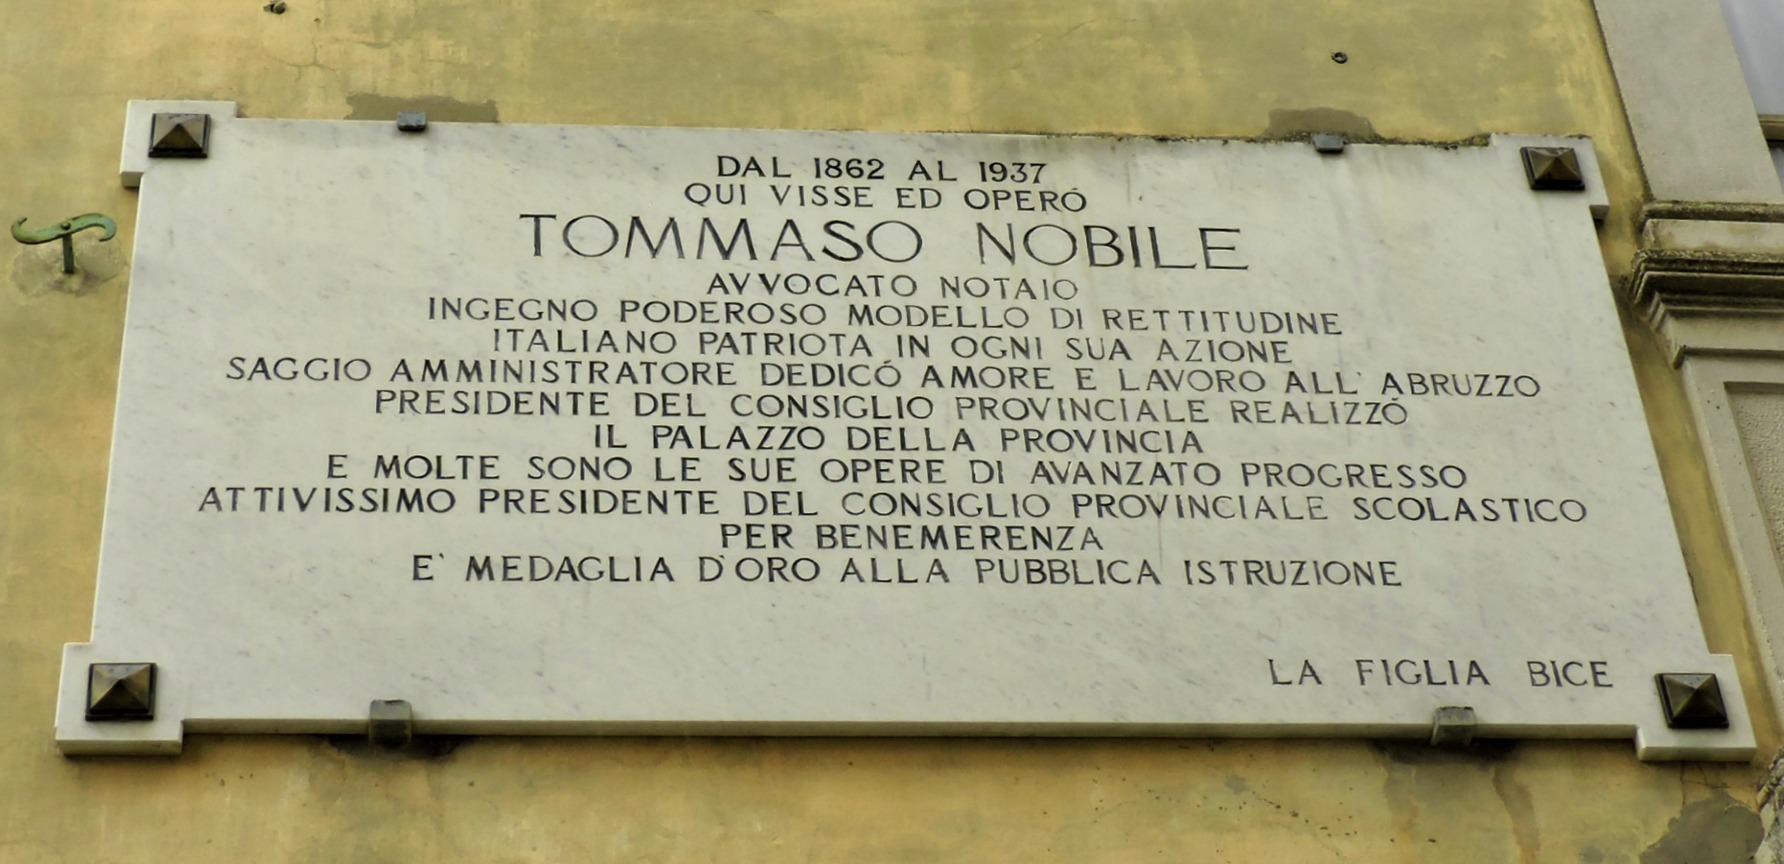 DAL 1862 AL 1937
QUI VISSE ED OPERÓ
TOMMASO NOBILE
AVVOCATO NOTAIO
INGEGNO PODEROSO MODELLO DI RETTITUDINE
ITALIANO PATRIOTA IN OGNI SUA AZIONE
SAGGIO AMMINISTRATORE DEDICÓ AMORE E LAVORO ALL' ABRUZZO
PRESIDENTE DEL CONSIGLIO PROVINCIALE REALIZZÒ
IL PALAZZO DELLA PROVINCIA
E MOLTE SONO LE SUE OPERE DI AVANZATO PROGRESSO
ATTIVISSIMO PRESIDENTE DEL CONSIGLIO PROVINCIALE SCOLASTICO
PER BENEMERENZA
E' MEDAGLIA D'ORO ALLA PUBBLICA ISTRUZIONE
LA FIGLIA BICE